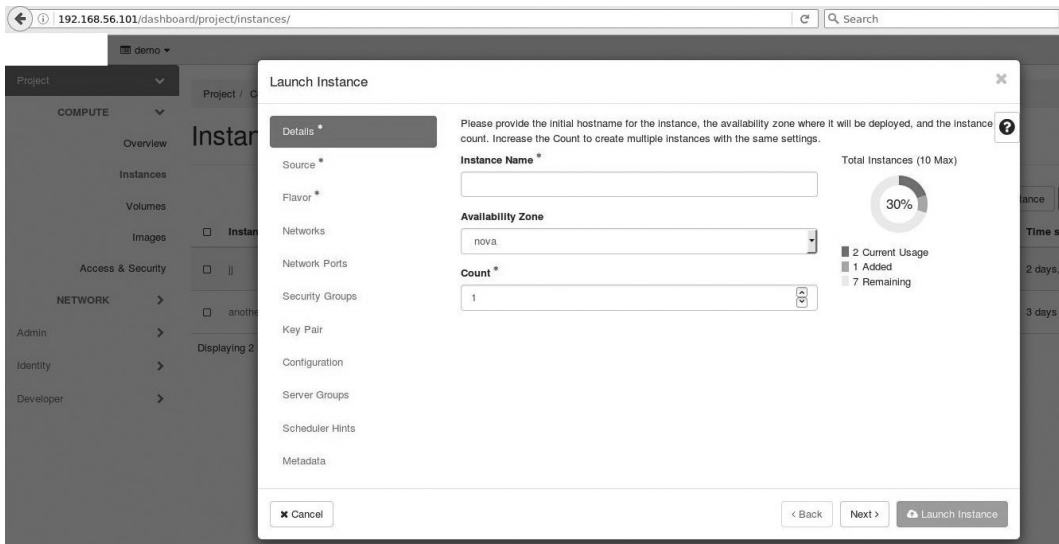 192.168.56.101/dashboard/project/instances/
Search
demo
Project
Project /
COMPUTE
Overview
Instances
Volumes
Images
Access & Security
NETWORK
Admin
Identity
Developer
Launch Instance
Details *
Source *
Flavor *
Networks
Network Ports
Security Groups
Key Pair
Configuration
Server Groups
Scheduler Hints
Metadata
Please provide the initial hostname for the instance, the availability zone where it will be deployed, and the instance
count. Increase the Count to create multiple instances with the same settings.
Instance Name *
Availability Zone
nova
Count *
1
Total Instances (10 Max)
30%
2 Current Usage
1 Added
7 Remaining
Time s
jj
2 days,
3 days
Displaying 2
Cancel
< Back
Next >
Launch Instance